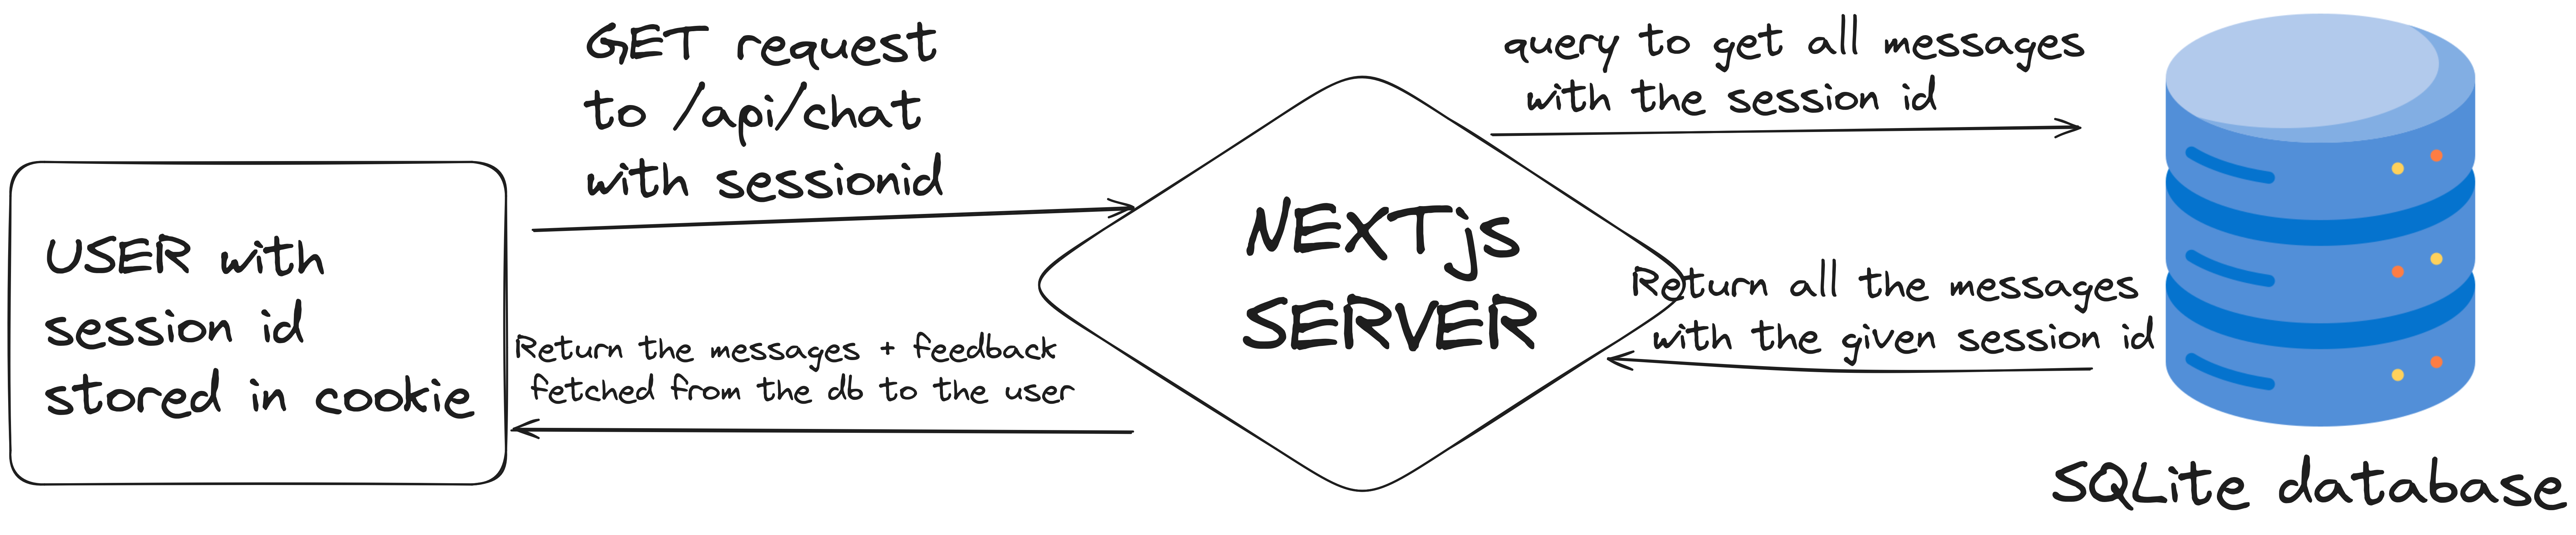 USER with
session id
stored in cookie
GET request
to /api/chat
with sessionid
Return the messages + feedback
fetched from the db to the user
NEXTjs
SERVER
query to get all messages
with the session id
Return all the messages
with the given session id
SQLite database